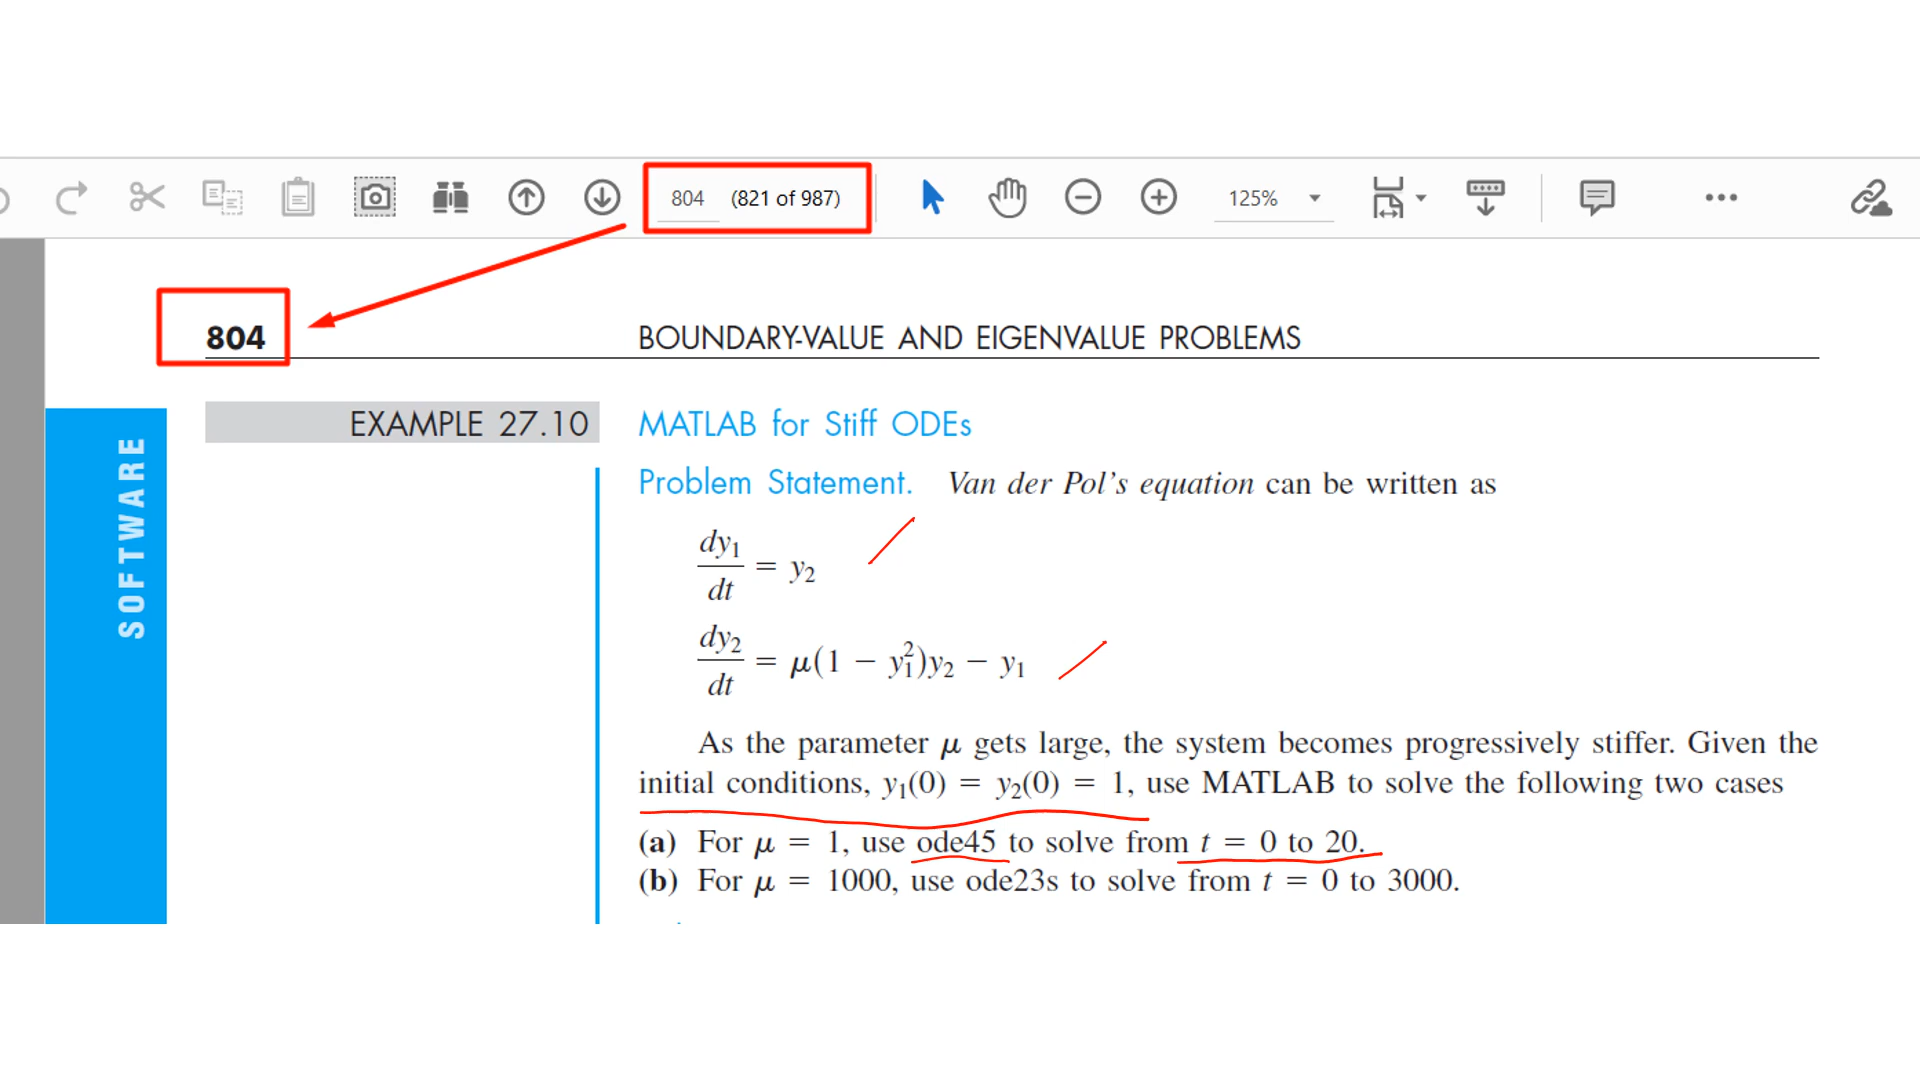 804 (821 of 987) 125%
804 BOUNDARY-VALUE AND EIGENVALUE PROBLEMS
SOFTWARE
EXAMPLE 27.10 MATLAB for Stiff ODEs
Problem Statement. Van der Pol's equation can be written as
dy₁/dt = y₂
dy₂/dt = μ(1 − y₁²)y₂ − y₁
As the parameter μ gets large, the system becomes progressively stiffer. Given the
initial conditions, y₁(0) = y₂(0) = 1, use MATLAB to solve the following two cases
(a) For μ = 1, use ode45 to solve from t = 0 to 20.
(b) For μ = 1000, use ode23s to solve from t = 0 to 3000.